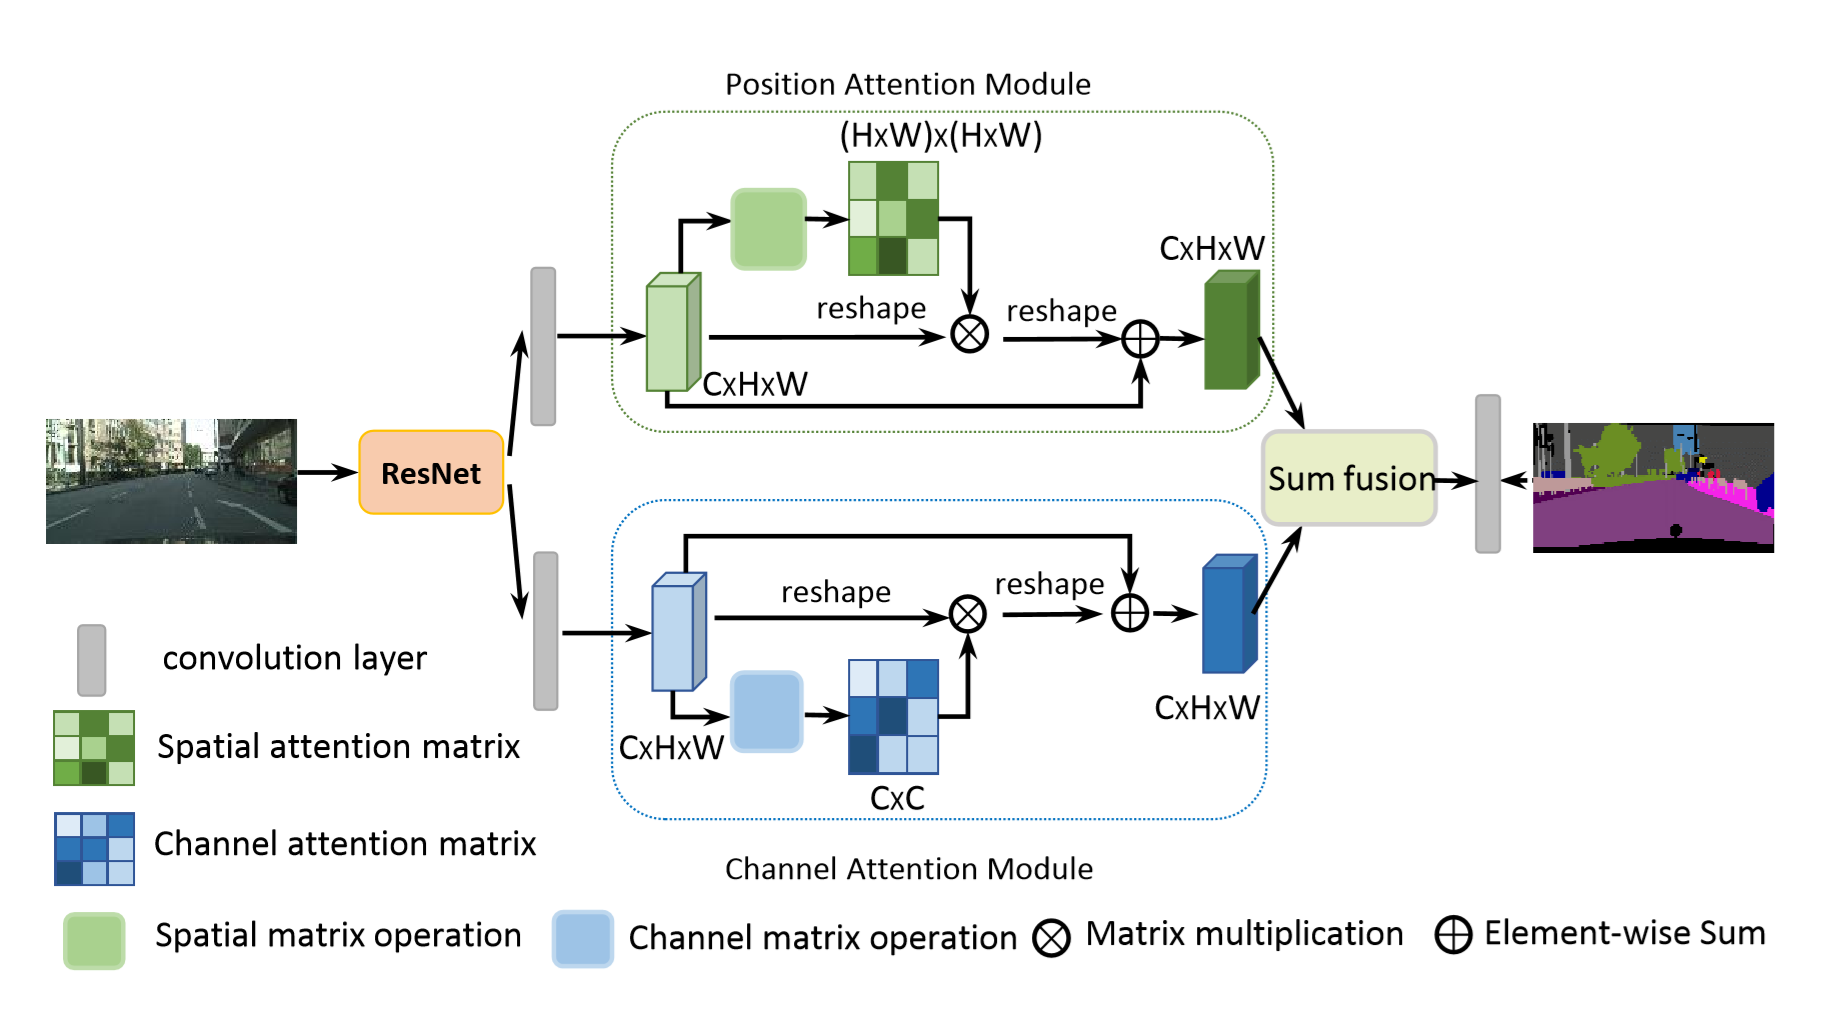 Position Attention Module
(HxW)x(HxW)
CxHxW
reshape
reshape
CxHxW
ResNet
Sum fusion
reshape
reshape
CxHxW
CxHxW
CxC
Channel Attention Module
convolution layer
Spatial attention matrix
Channel attention matrix
Spatial matrix operation
Channel matrix operation
Matrix multiplication
Element-wise Sum